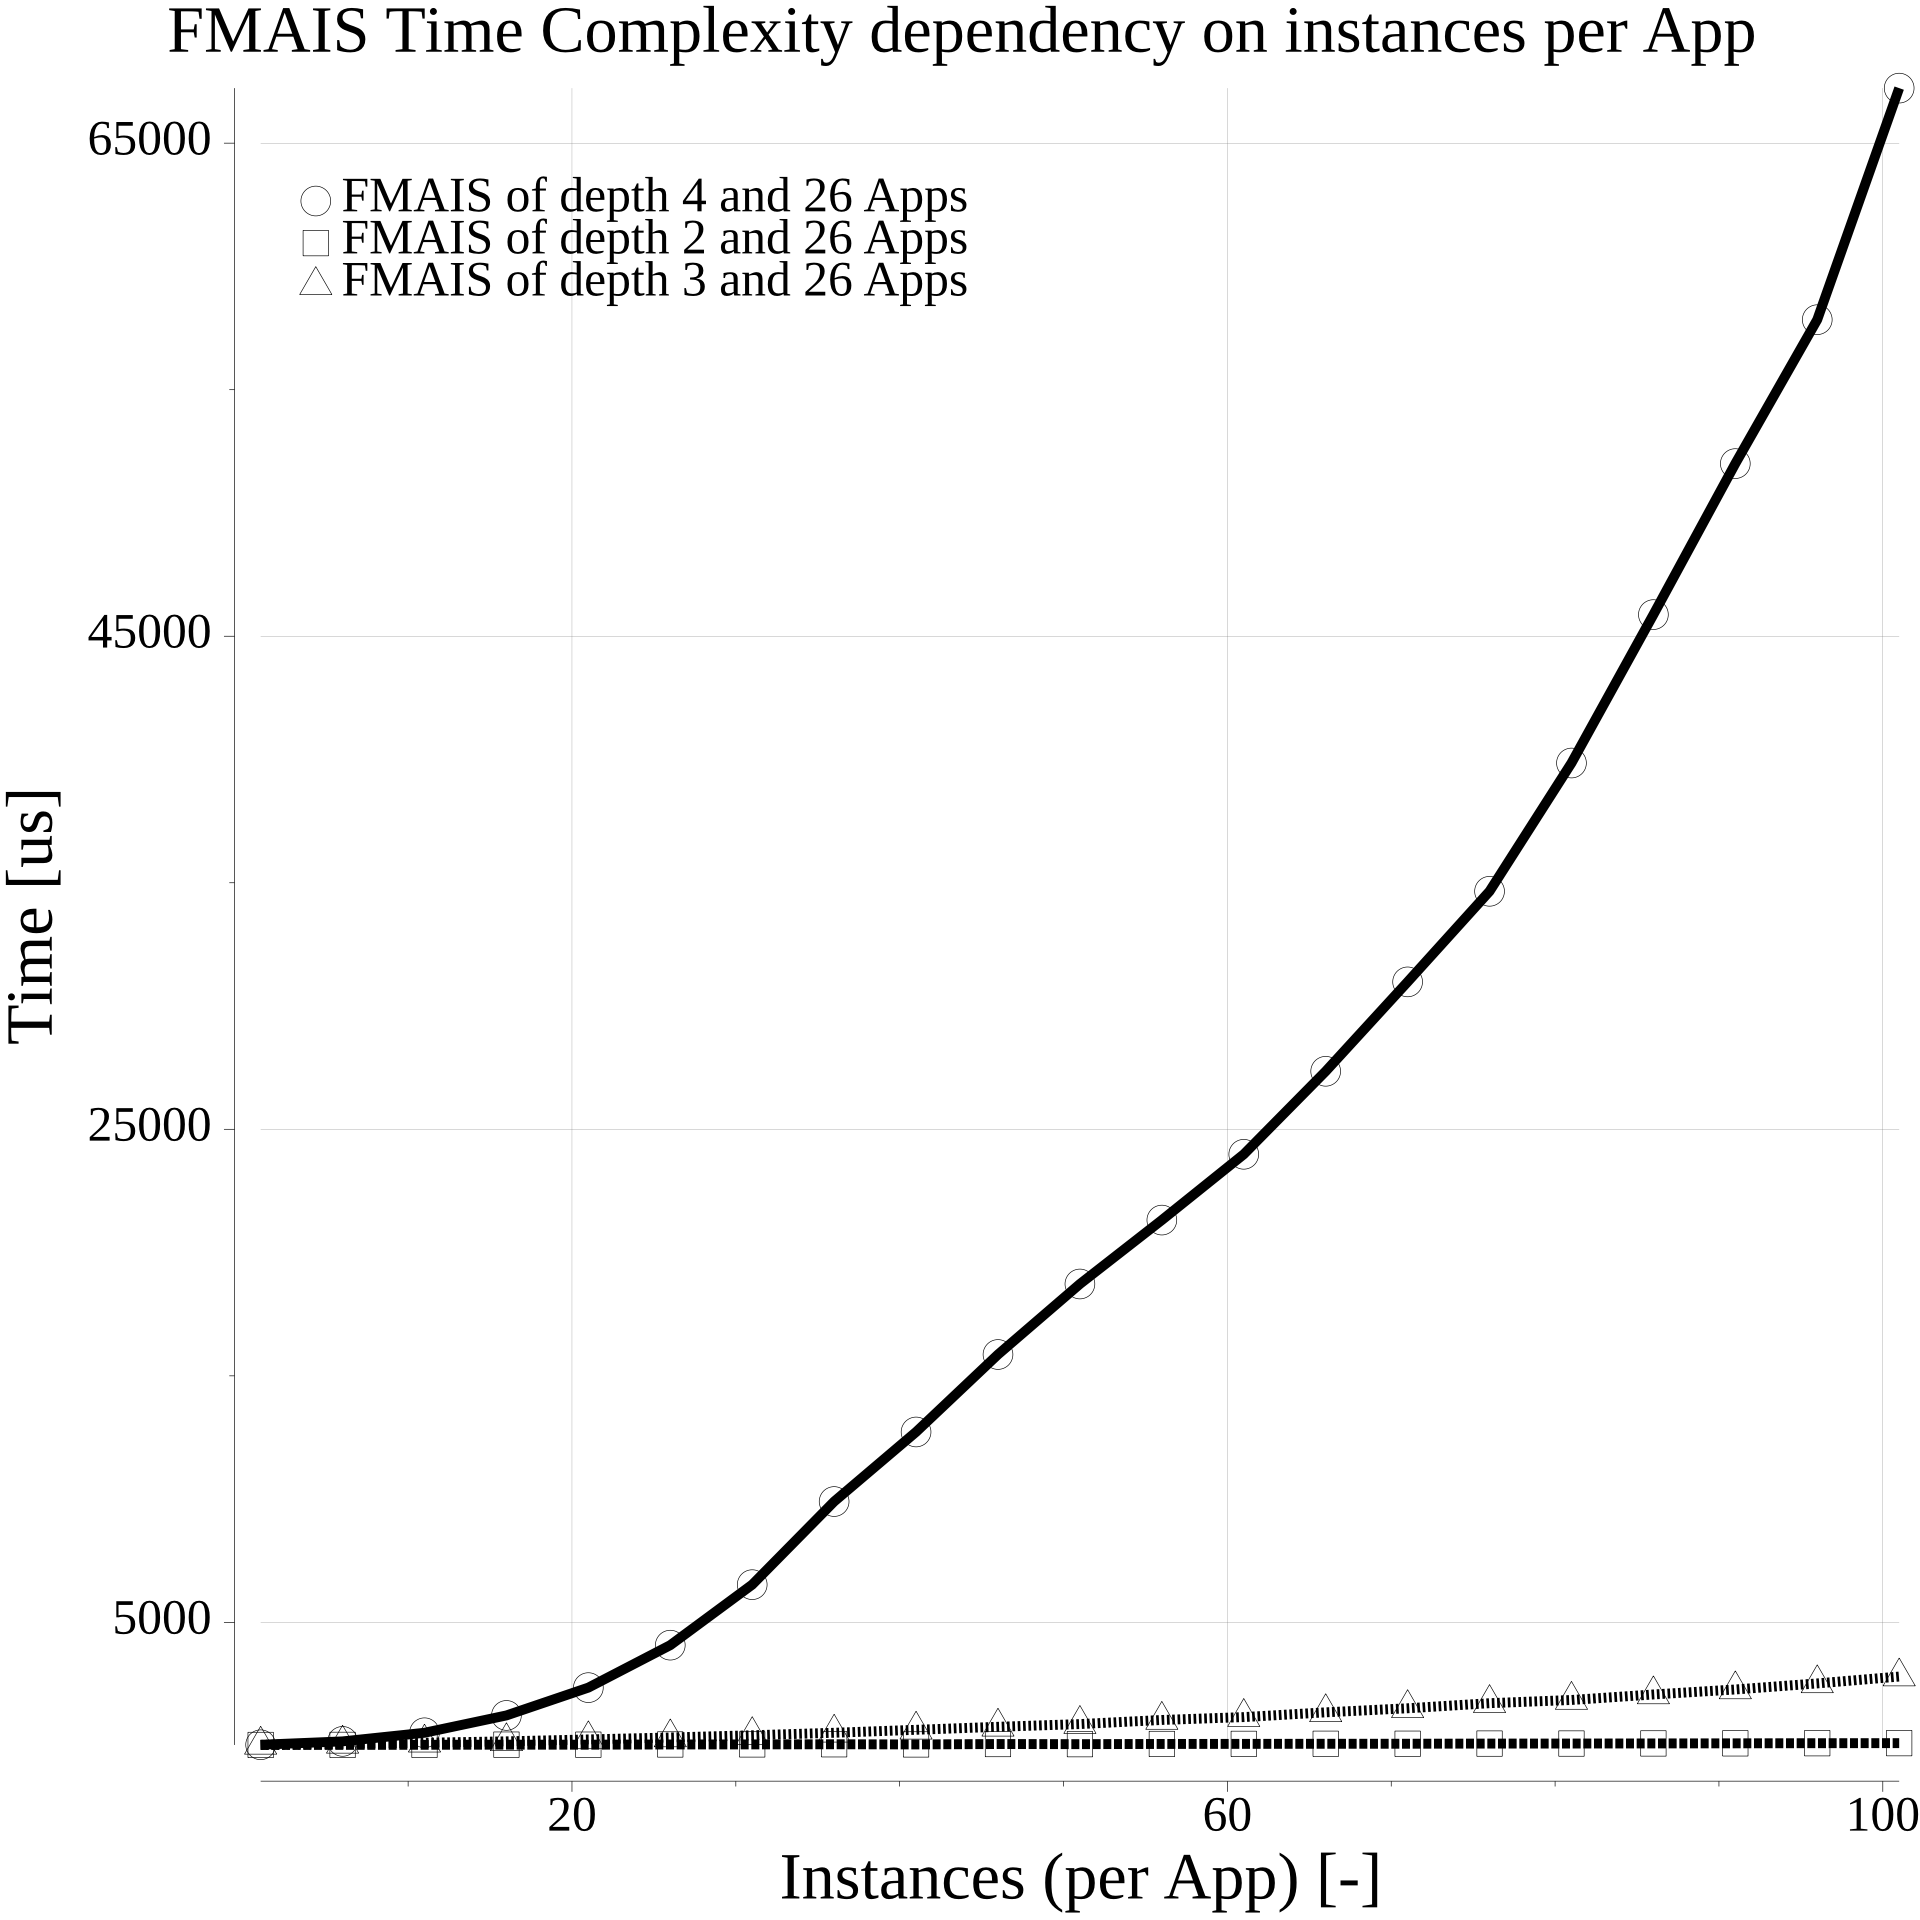 FMAIS Time Complexity dependency on instances per App
65000
FMAIS of depth 4 and 26 Apps
FMAIS of depth 2 and 26 Apps
FMAIS of depth 3 and 26 Apps
45000
Time [us]
25000
5000
20 60 100
Instances (per App) [-]